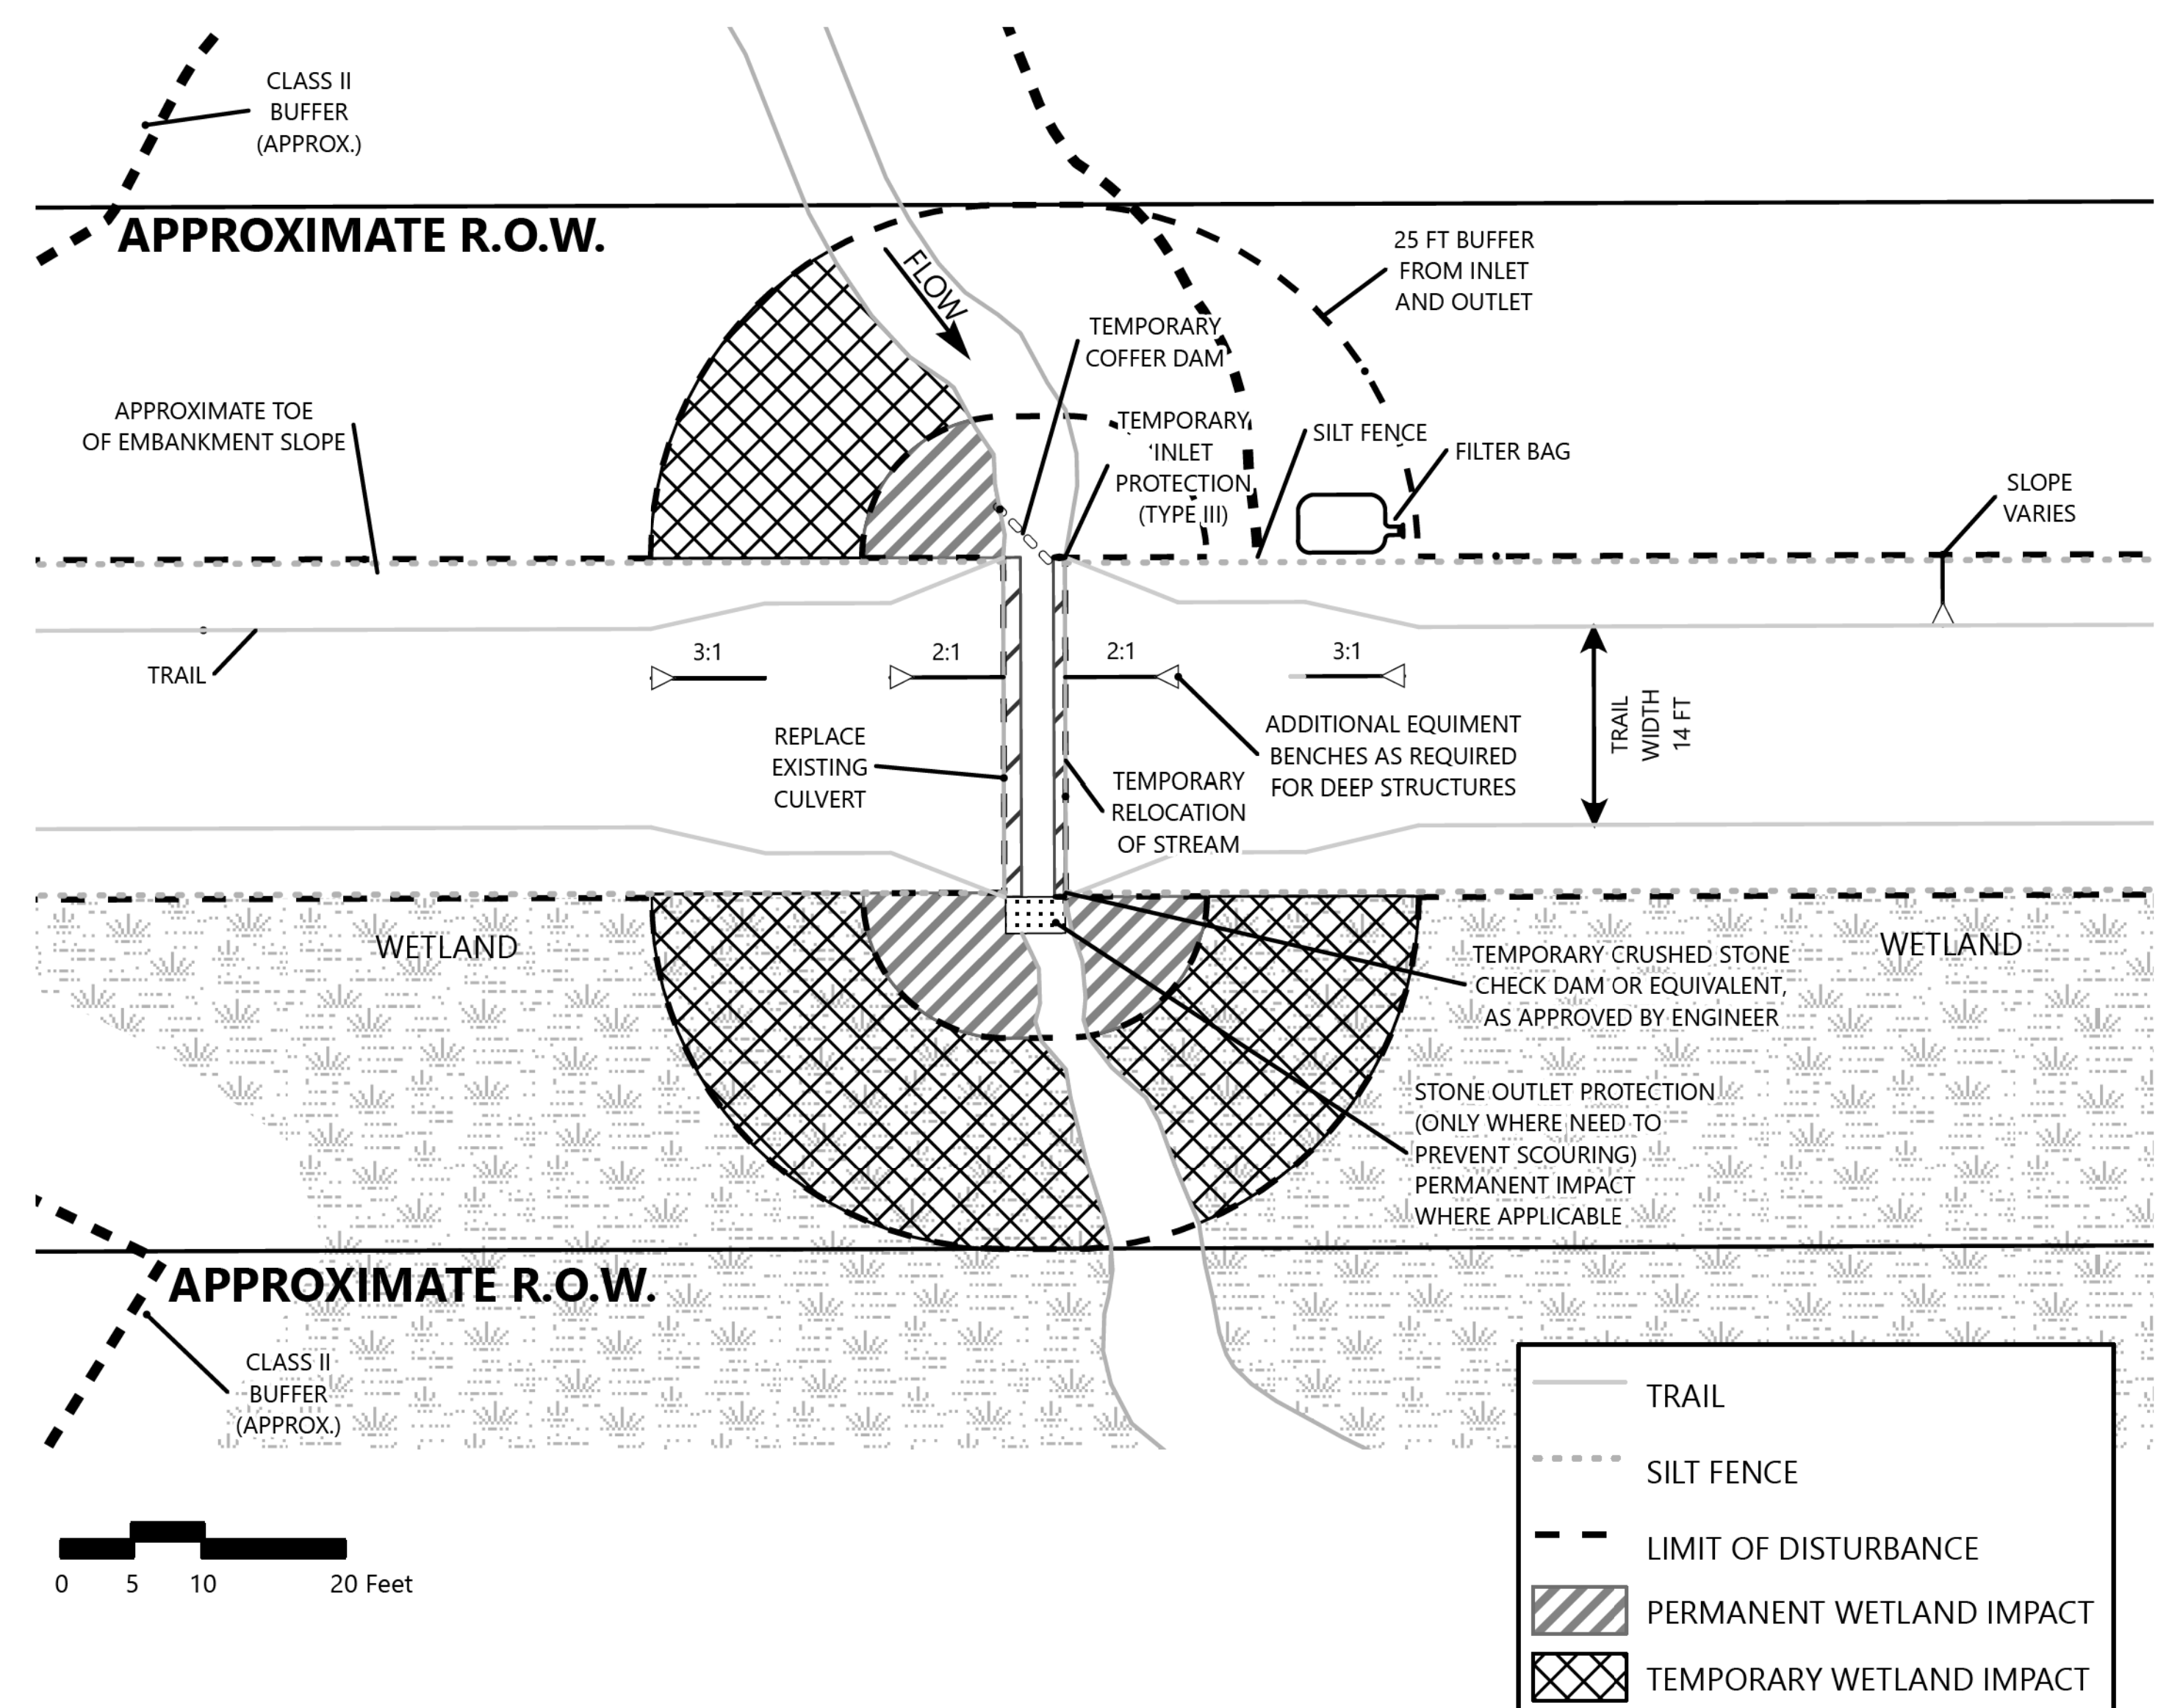 CLASS II
BUFFER
(APPROX.)
APPROXIMATE R.O.W.
FLOW
25 FT BUFFER
FROM INLET
AND OUTLET
TEMPORARY
COFFER DAM
APPROXIMATE TOE
OF EMBANKMENT SLOPE
TEMPORARY
INLET
PROTECTION
(TYPE III)
SILT FENCE
FILTER BAG
SLOPE
VARIES
TRAIL
3:1
2:1
2:1
3:1
TRAIL
WIDTH
14 FT
REPLACE
EXISTING
CULVERT
TEMPORARY
RELOCATION
OF STREAM
ADDITIONAL EQUIMENT
BENCHES AS REQUIRED
FOR DEEP STRUCTURES
WETLAND
WETLAND
TEMPORARY CRUSHED STONE
CHECK DAM OR EQUIVALENT,
AS APPROVED BY ENGINEER
STONE OUTLET PROTECTION
(ONLY WHERE NEED TO
PREVENT SCOURING)
PERMANENT IMPACT
WHERE APPLICABLE
APPROXIMATE R.O.W.
CLASS II
BUFFER
(APPROX.)
0 5 10 20 Feet
TRAIL
SILT FENCE
LIMIT OF DISTURBANCE
PERMANENT WETLAND IMPACT
TEMPORARY WETLAND IMPACT